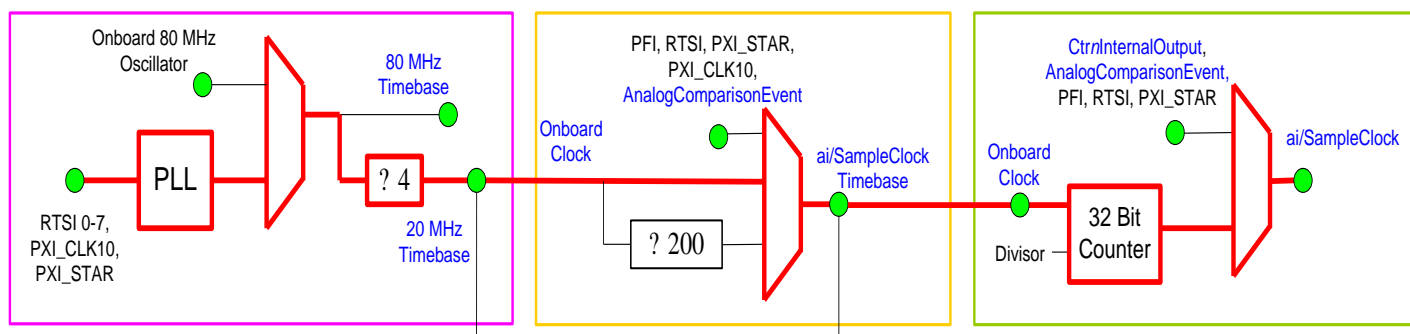 Onboard 80 MHz
Oscillator
80 MHz
Timebase
PLL
? 4
RTSI 0-7,
PXI_CLK10,
PXI_STAR
20 MHz
Timebase
PFI, RTSI, PXI_STAR,
PXI_CLK10,
AnalogComparisonEvent
Onboard
Clock
ai/SampleClock
Timebase
? 200
CtrnInternalOutput,
AnalogComparisonEvent,
PFI, RTSI, PXI_STAR
ai/SampleClock
Onboard
Clock
32 Bit
Counter
Divisor